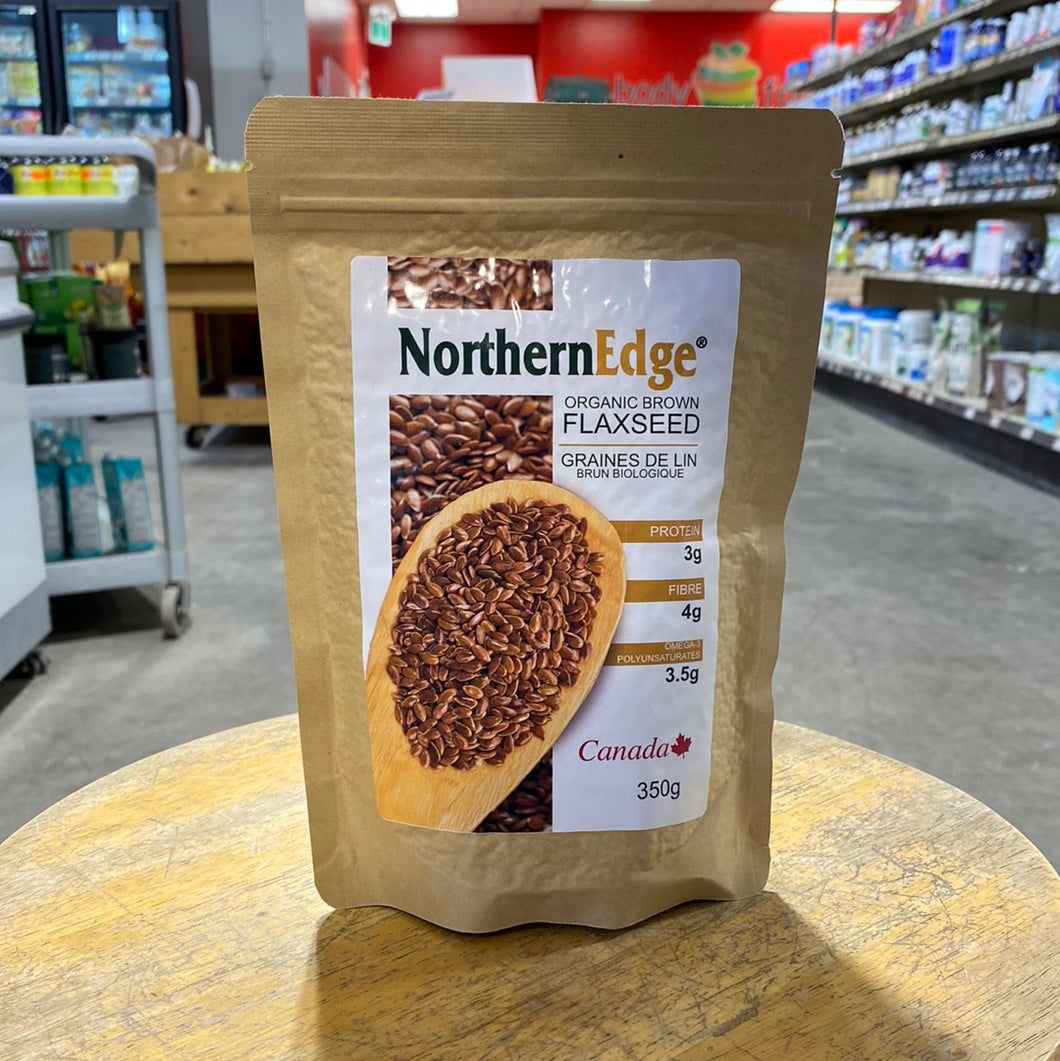 body
NorthernEdge®
ORGANIC BROWN
FLAXSEED
GRAINES DE LIN
BRUN BIOLOGIQUE
PROTEIN
3g
FIBRE
4g
OMEGA-3
POLYUNSATURATES
3.5g
Canada
350g